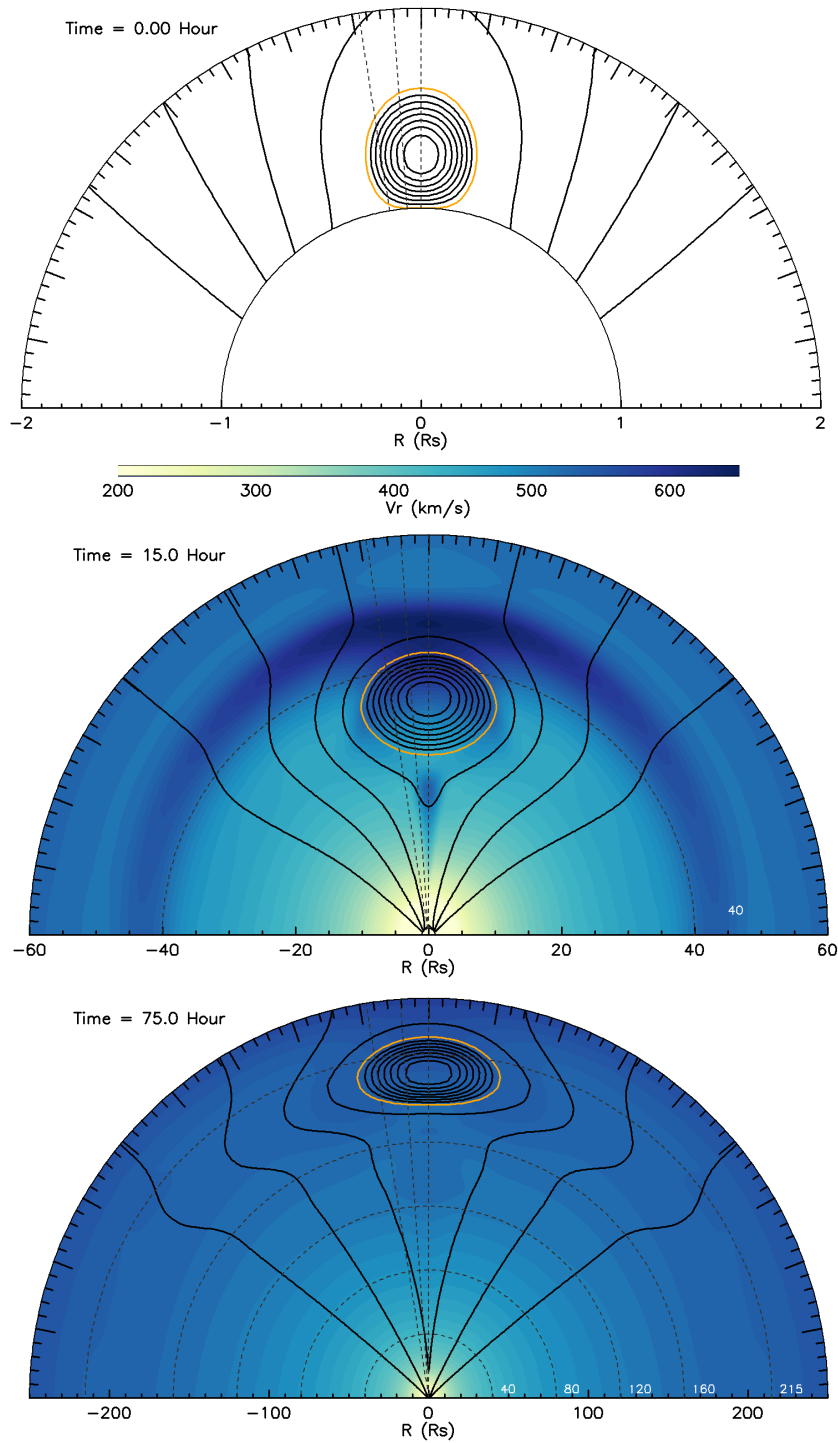 Time = 0.00 Hour
-2 -1 0 1 2
R (Rs)
200 300 400 500 600
Vr (km/s)
Time = 15.0 Hour
40
-60 -40 -20 0 20 40 60
R (Rs)
Time = 75.0 Hour
40 80 120 160 215
-200 -100 0 100 200
R (Rs)